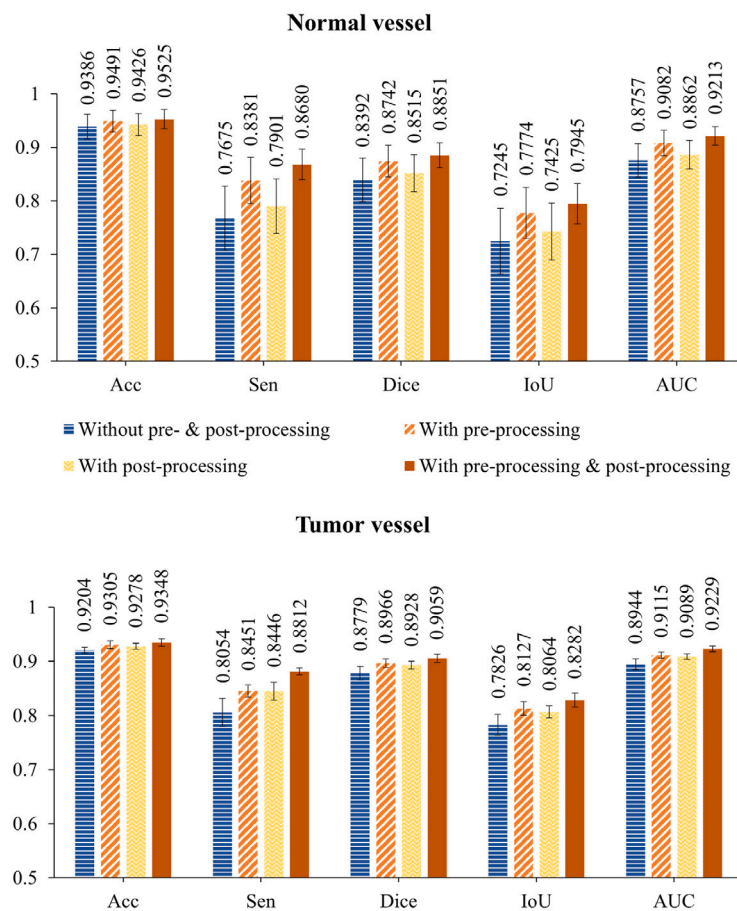 Normal vessel
0.9386 0.9491 0.9426 0.9525 0.7675 0.8381 0.7901 0.8680 0.8392 0.8742 0.8515 0.8851 0.7245 0.7774 0.7425 0.7945 0.8757 0.9082 0.8862 0.9213
1
0.9
0.8
0.7
0.6
0.5
Acc Sen Dice IoU AUC
Without pre- & post-processing With pre-processing
With post-processing With pre-processing & post-processing
Tumor vessel
0.9204 0.9305 0.9278 0.9348 0.8054 0.8451 0.8446 0.8812 0.8779 0.8966 0.8928 0.9059 0.7826 0.8127 0.8064 0.8282 0.8944 0.9115 0.9089 0.9229
1
0.9
0.8
0.7
0.6
0.5
Acc Sen Dice IoU AUC